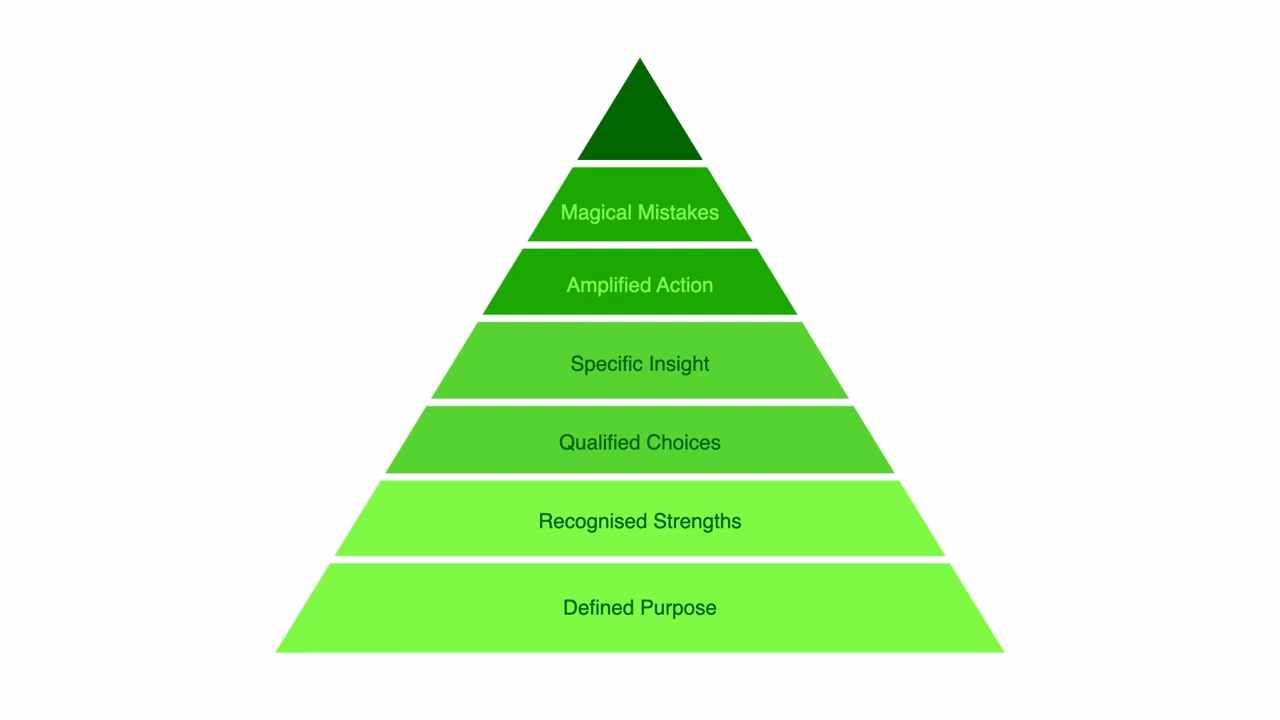 Magical Mistakes
Amplified Action
Specific Insight
Qualified Choices
Recognised Strengths
Defined Purpose